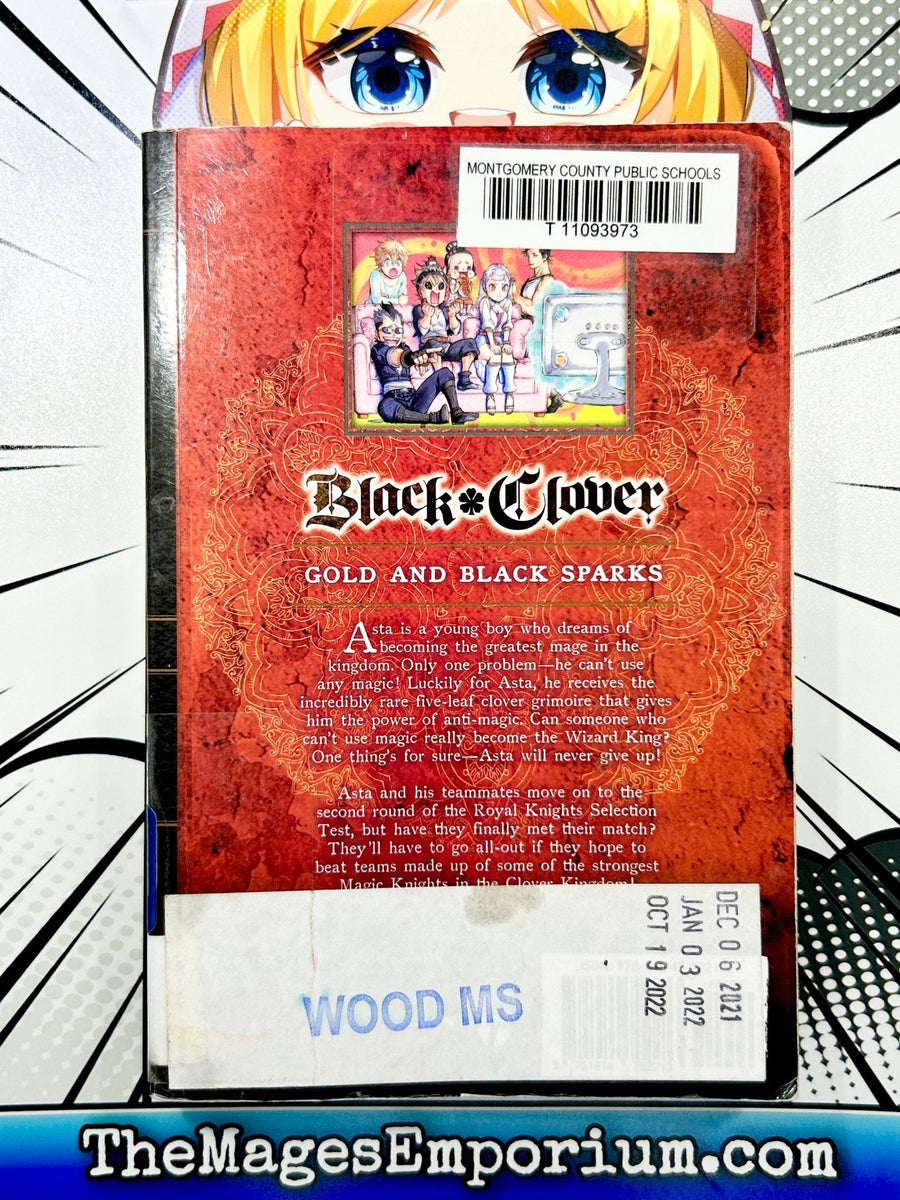 MONTGOMERY COUNTY PUBLIC SCHOOLS
T 11093973
Black Clover
GOLD AND BLACK SPARKS
Asta is a young boy who dreams of
becoming the greatest mage in the
kingdom. Only one problem—he can't use
any magic! Luckily for Asta, he receives the
incredibly rare five-leaf clover grimoire that gives
him the power of anti-magic. Can someone who
can't use magic really become the Wizard King?
One thing's for sure—Asta will never give up!
Asta and his teammates move on to the
second round of the Royal Knights Selection
Test, but have they finally met their match?
They'll have to go all-out if they hope to
beat teams made up of some of the strongest
Magic Knights in the Clover Kingdom!
DEC 06 2021
JAN 03 2022
OCT 19 2022
WOOD MS
TheMagesEmporium.com